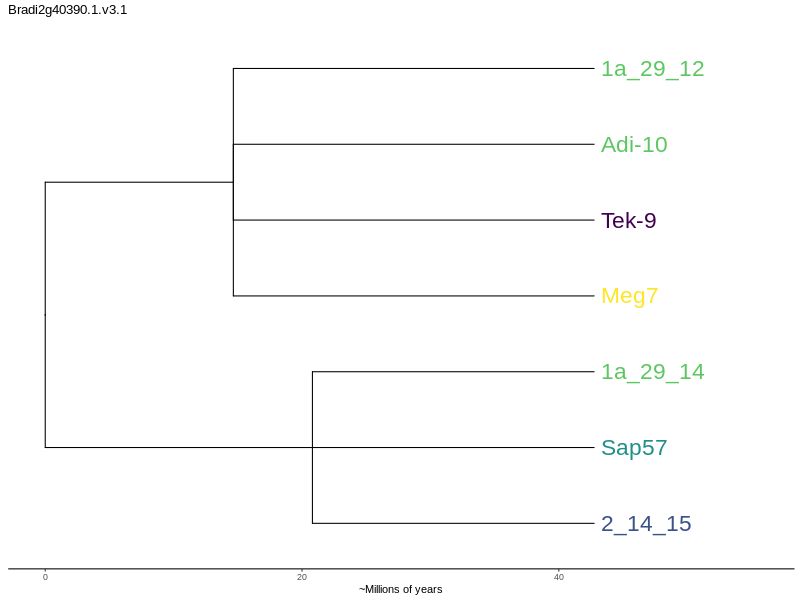 Bradi2g40390.1.v3.1
1a_29_12
Adi-10
Tek-9
Meg7
1a_29_14
Sap57
2_14_15
0 20 40
~Millions of years